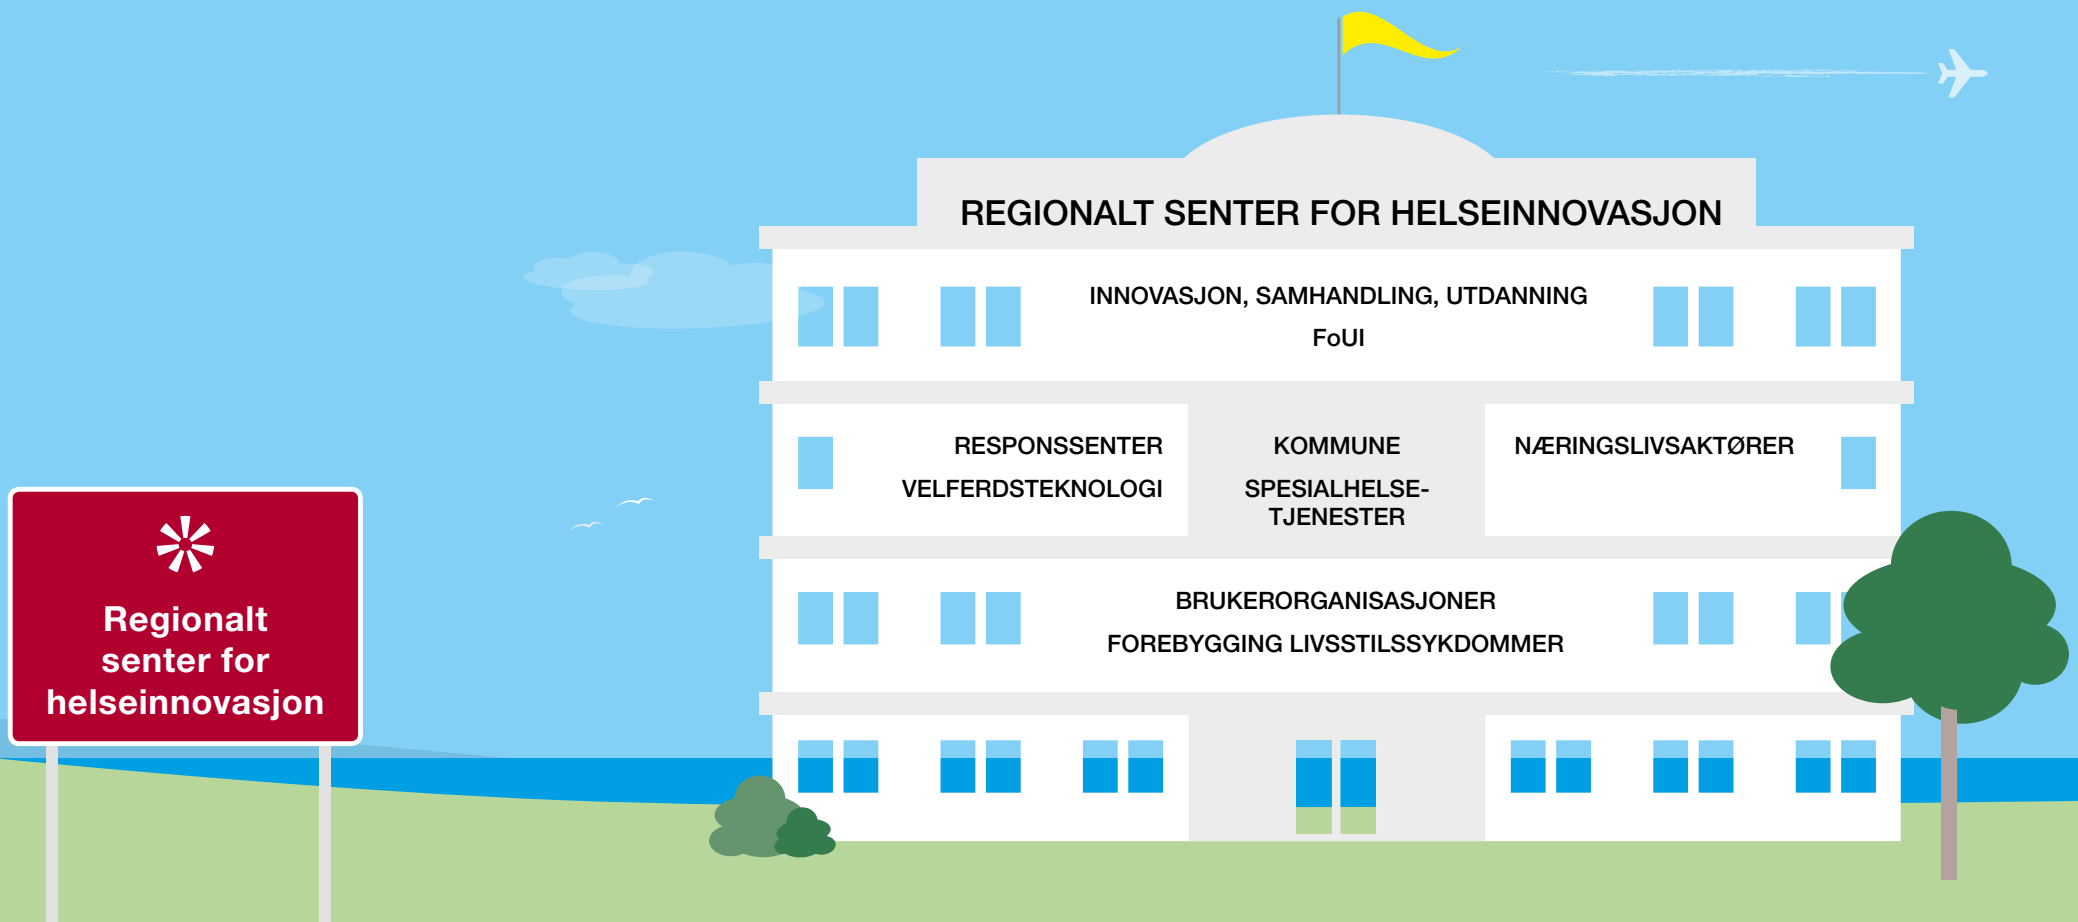 REGIONALT SENTER FOR HELSEINNOVASJON
INNOVASJON, SAMHANDLING, UTDANNING
FoUI
RESPONSSENTER
VELFERDSTEKNOLOGI
KOMMUNE
SPESIALHELSE-
TJENESTER
NÆRINGSLIVSAKTØRER
BRUKERORGANISASJONER
FOREBYGGING LIVSSTILSSYKDOMMER
Regionalt
senter for
helseinnovasjon